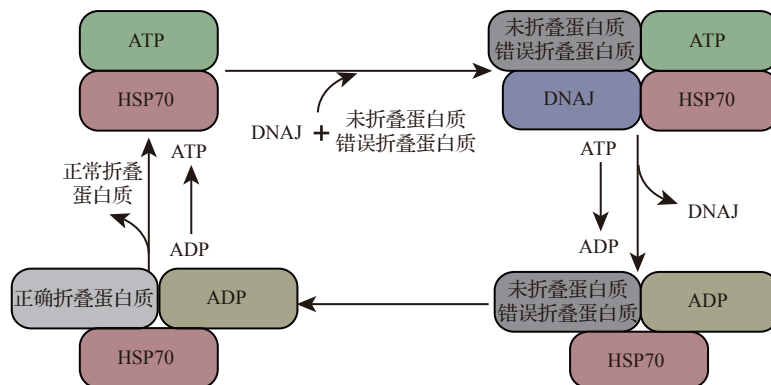 ATP
HSP70
未折叠蛋白质
错误折叠蛋白质
ATP
DNAJ
HSP70
DNAJ +
未折叠蛋白质
错误折叠蛋白质
正常折叠
蛋白质
ATP
ADP
ATP
ADP
DNAJ
正确折叠蛋白质
ADP
HSP70
未折叠蛋白质
错误折叠蛋白质
ADP
HSP70